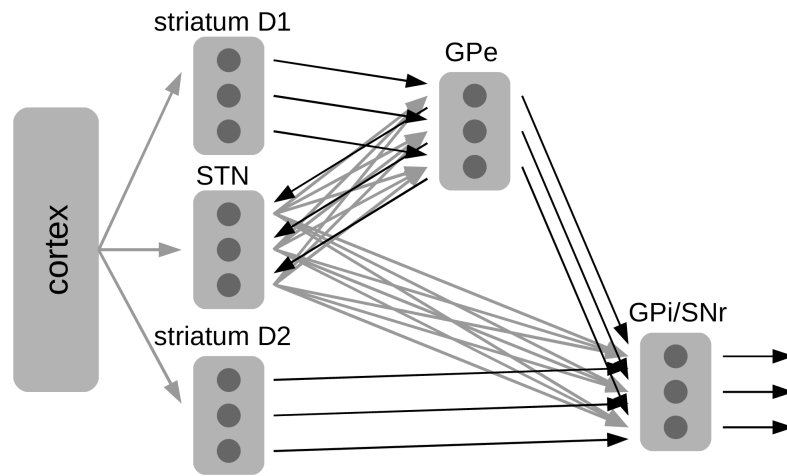 striatum D1
GPe
STN
cortex
GPi/SNr
striatum D2